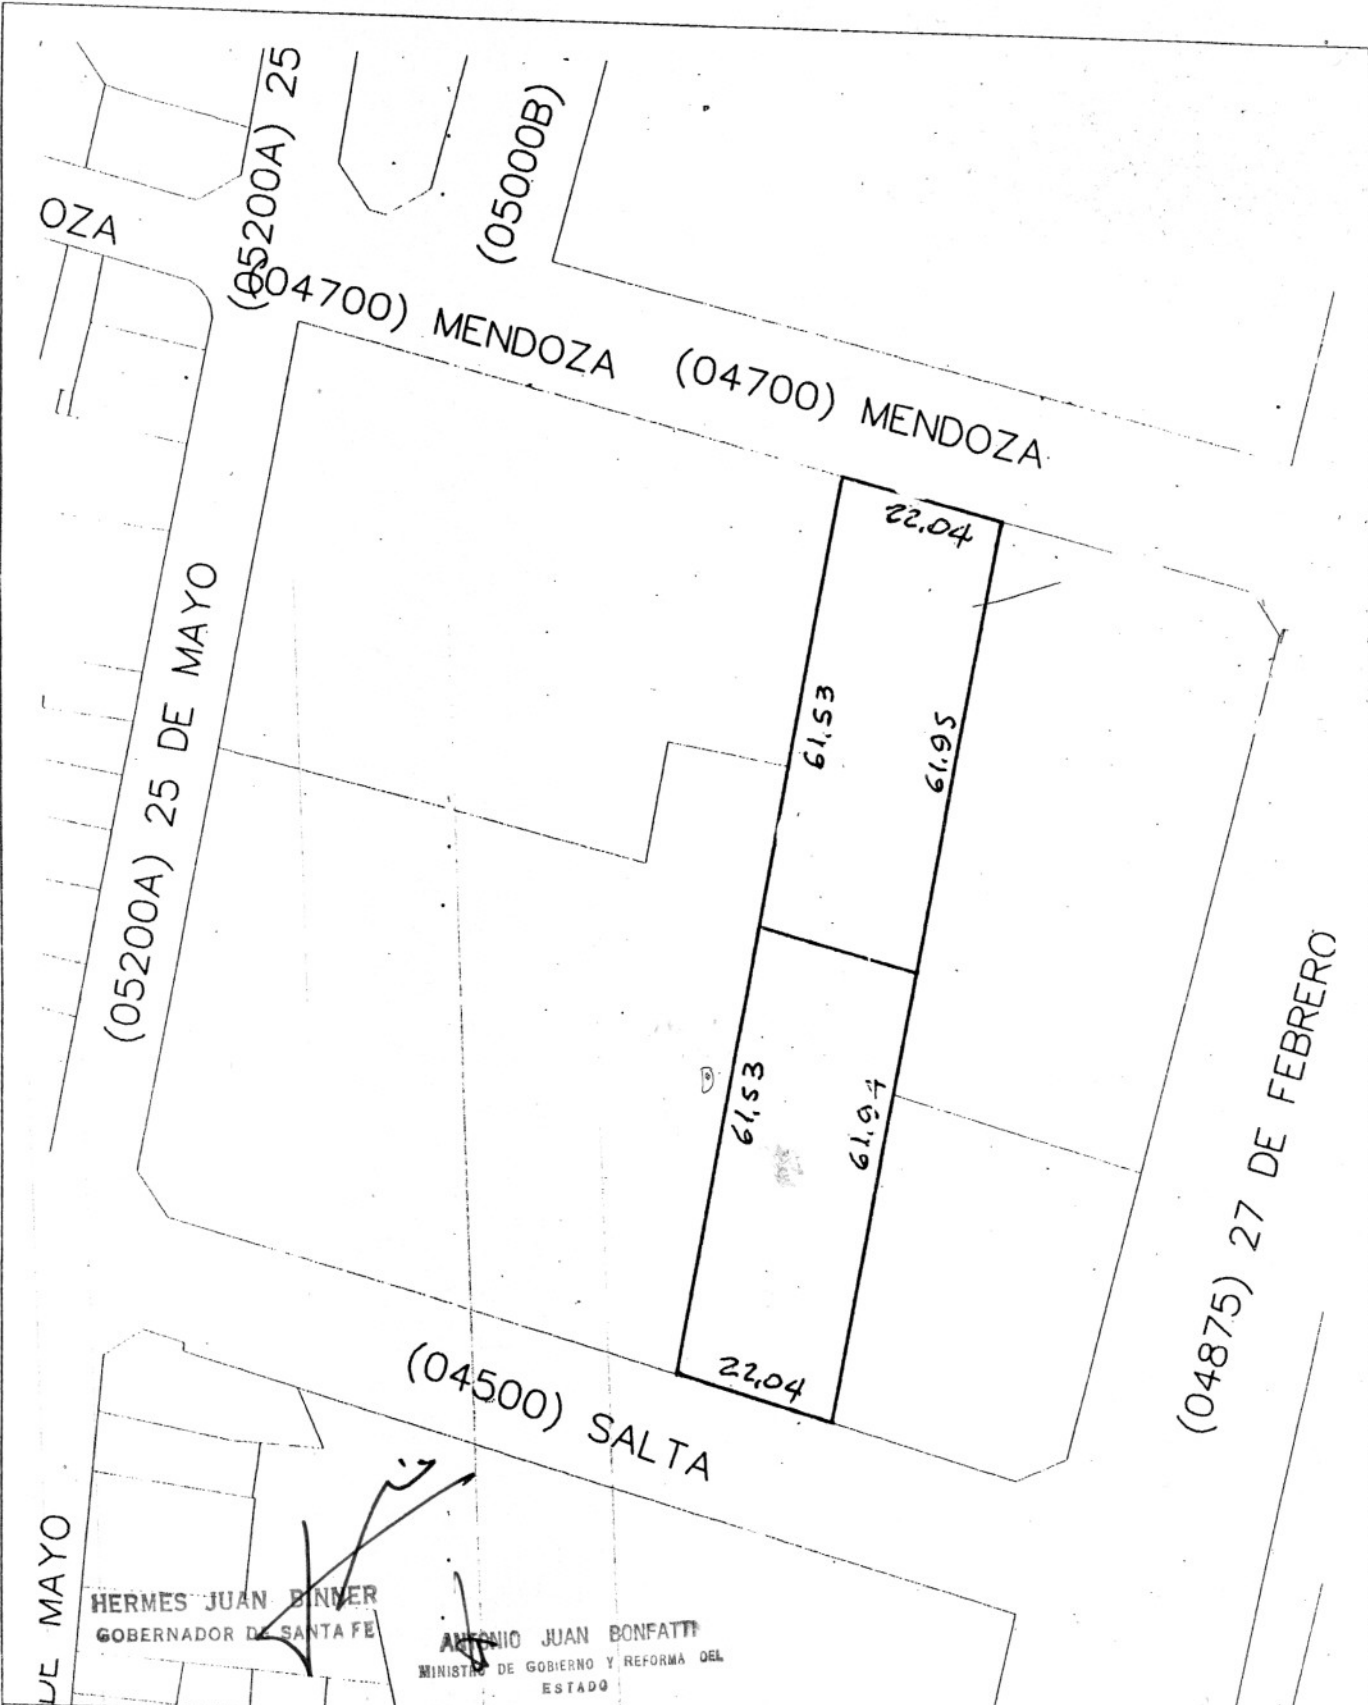 (05200A) 25
(05000B)
OZA
(04700) MENDOZA
(04700) MENDOZA
22.04
(05200A) 25 DE MAYO
61.53
61.95
61.53
61.94
(04875) 27 DE FEBRERO
22,04
(04500) SALTA
DE MAYO
HERMES JUAN BINNER
GOBERNADOR DE SANTA FE
ANTONIO JUAN BONFATTI
MINISTRO DE GOBIERNO Y REFORMA DEL
ESTADO